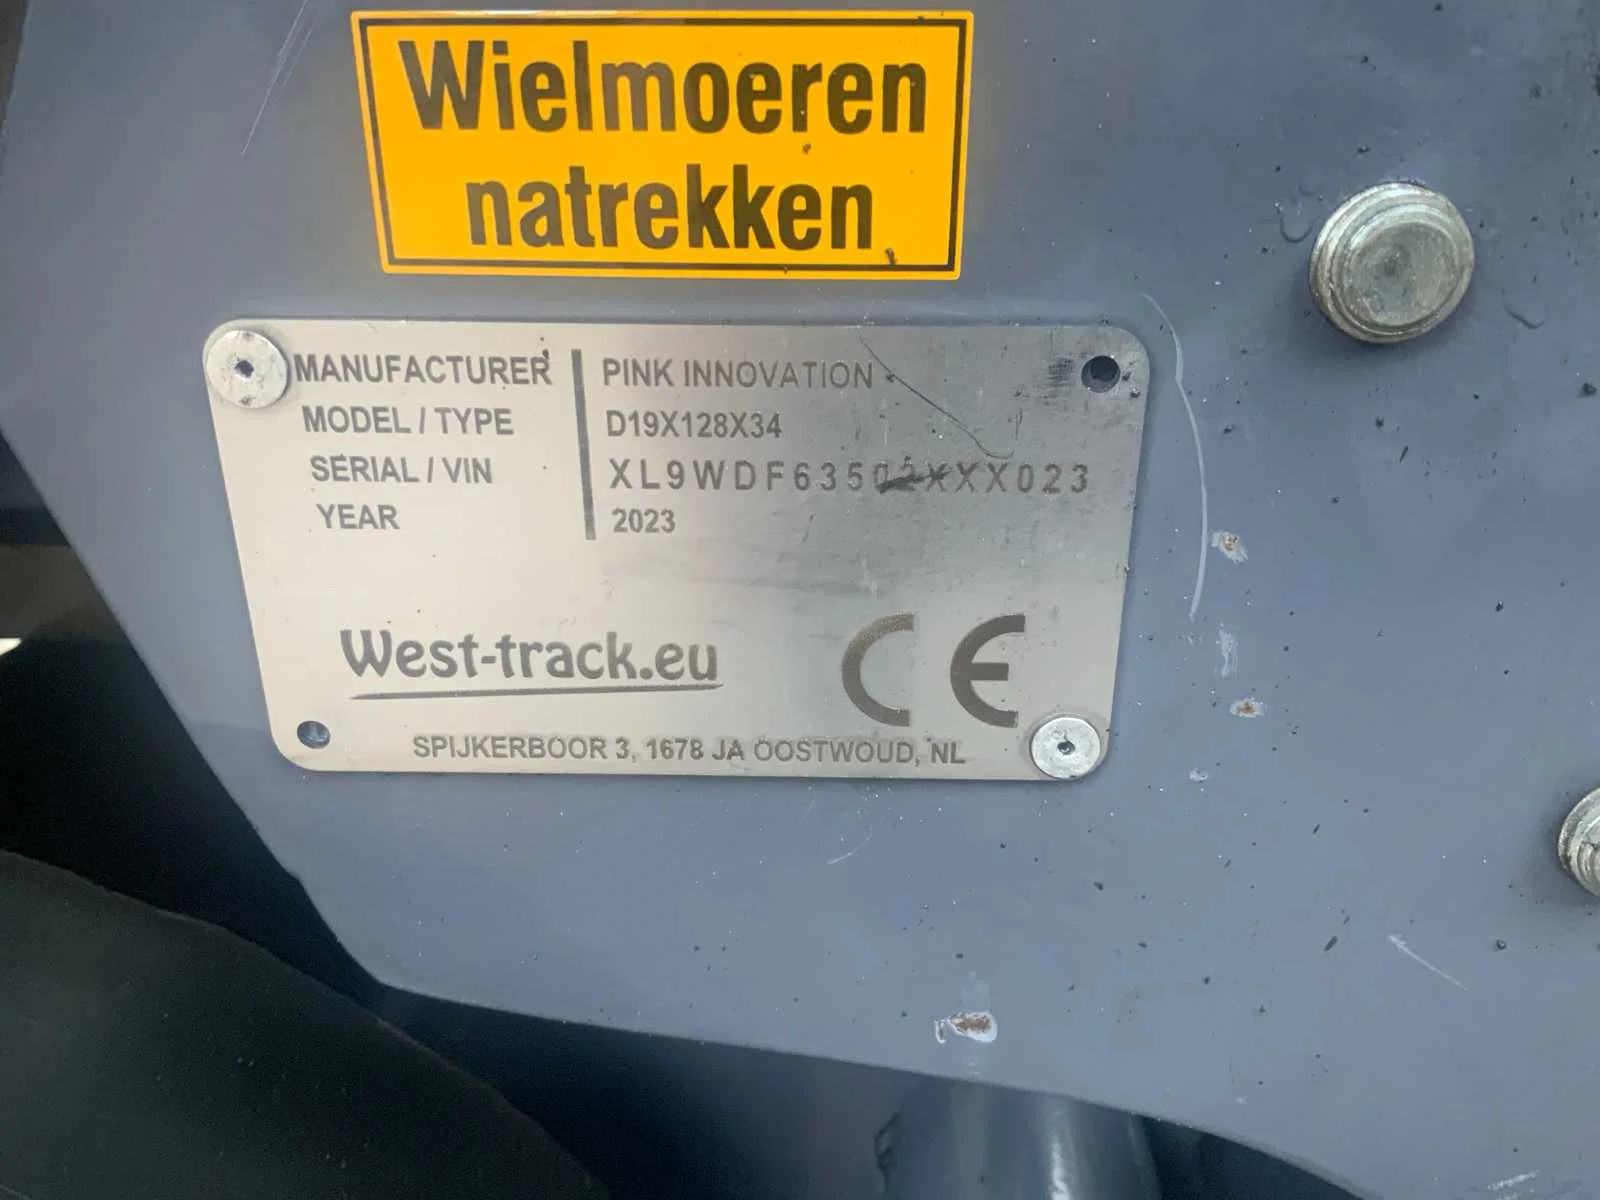 Wielmoeren
natrekken
MANUFACTURER PINK INNOVATION
MODEL / TYPE D19X128X34
SERIAL / VIN XL9WDF63502XXX023
YEAR 2023
West-track.eu CE
SPIJKERBOOR 3, 1678 JA OOSTWOUD, NL